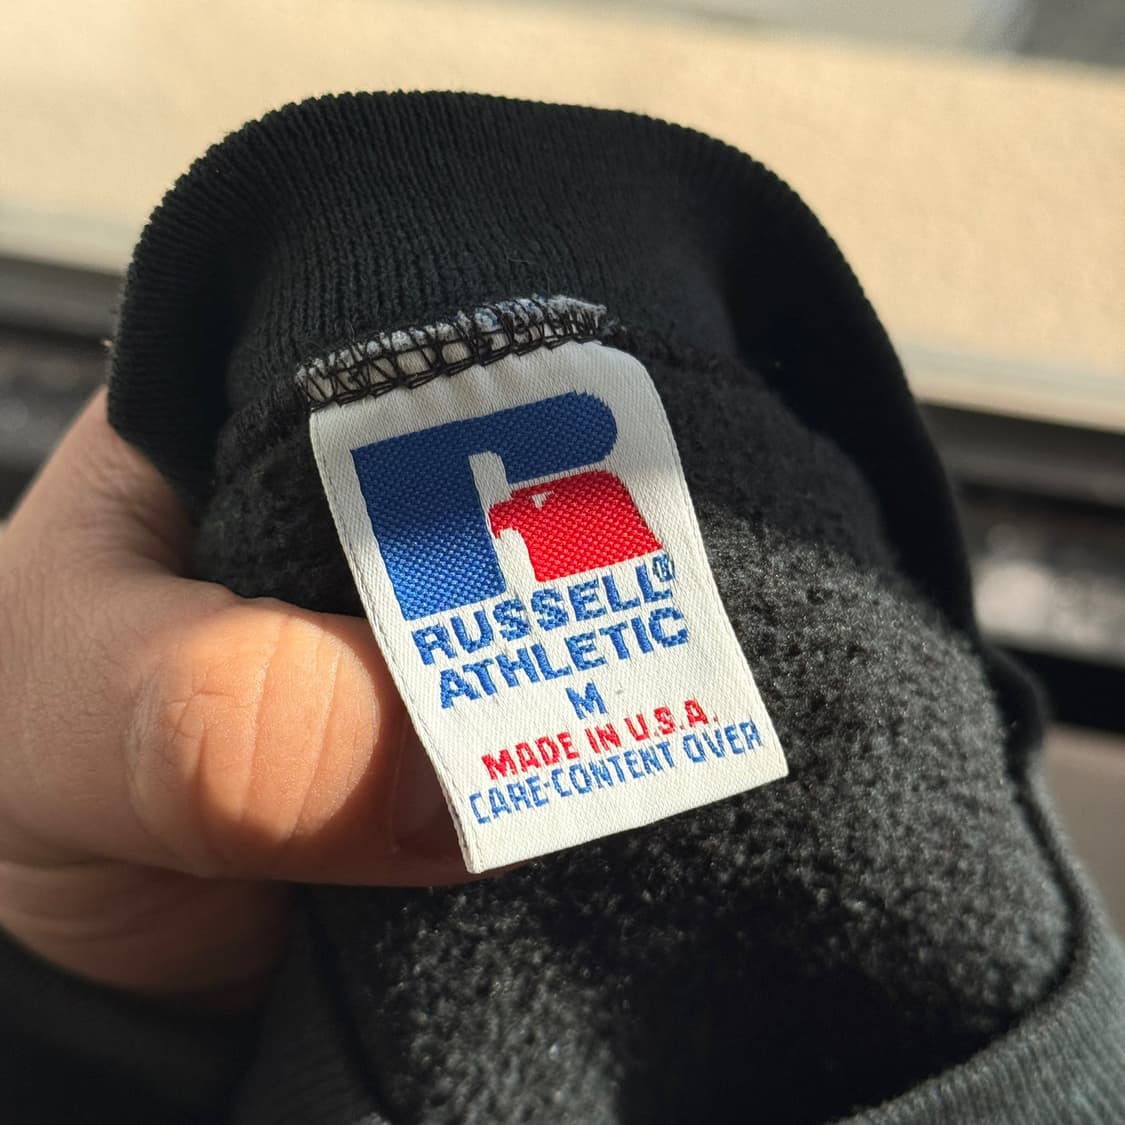 RUSSELL®
ATHLETIC
M
MADE IN U.S.A.
CARE-CONTENT OVER